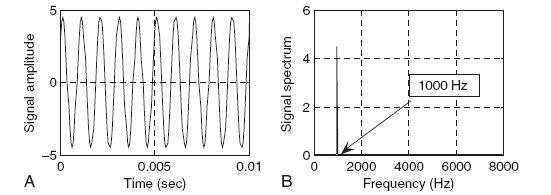 5
0
−5
Signal amplitude
0
0.005
0.01
Time (sec)
A
6
4
2
0
Signal spectrum
1000 Hz
0
2000
4000
6000
8000
Frequency (Hz)
B